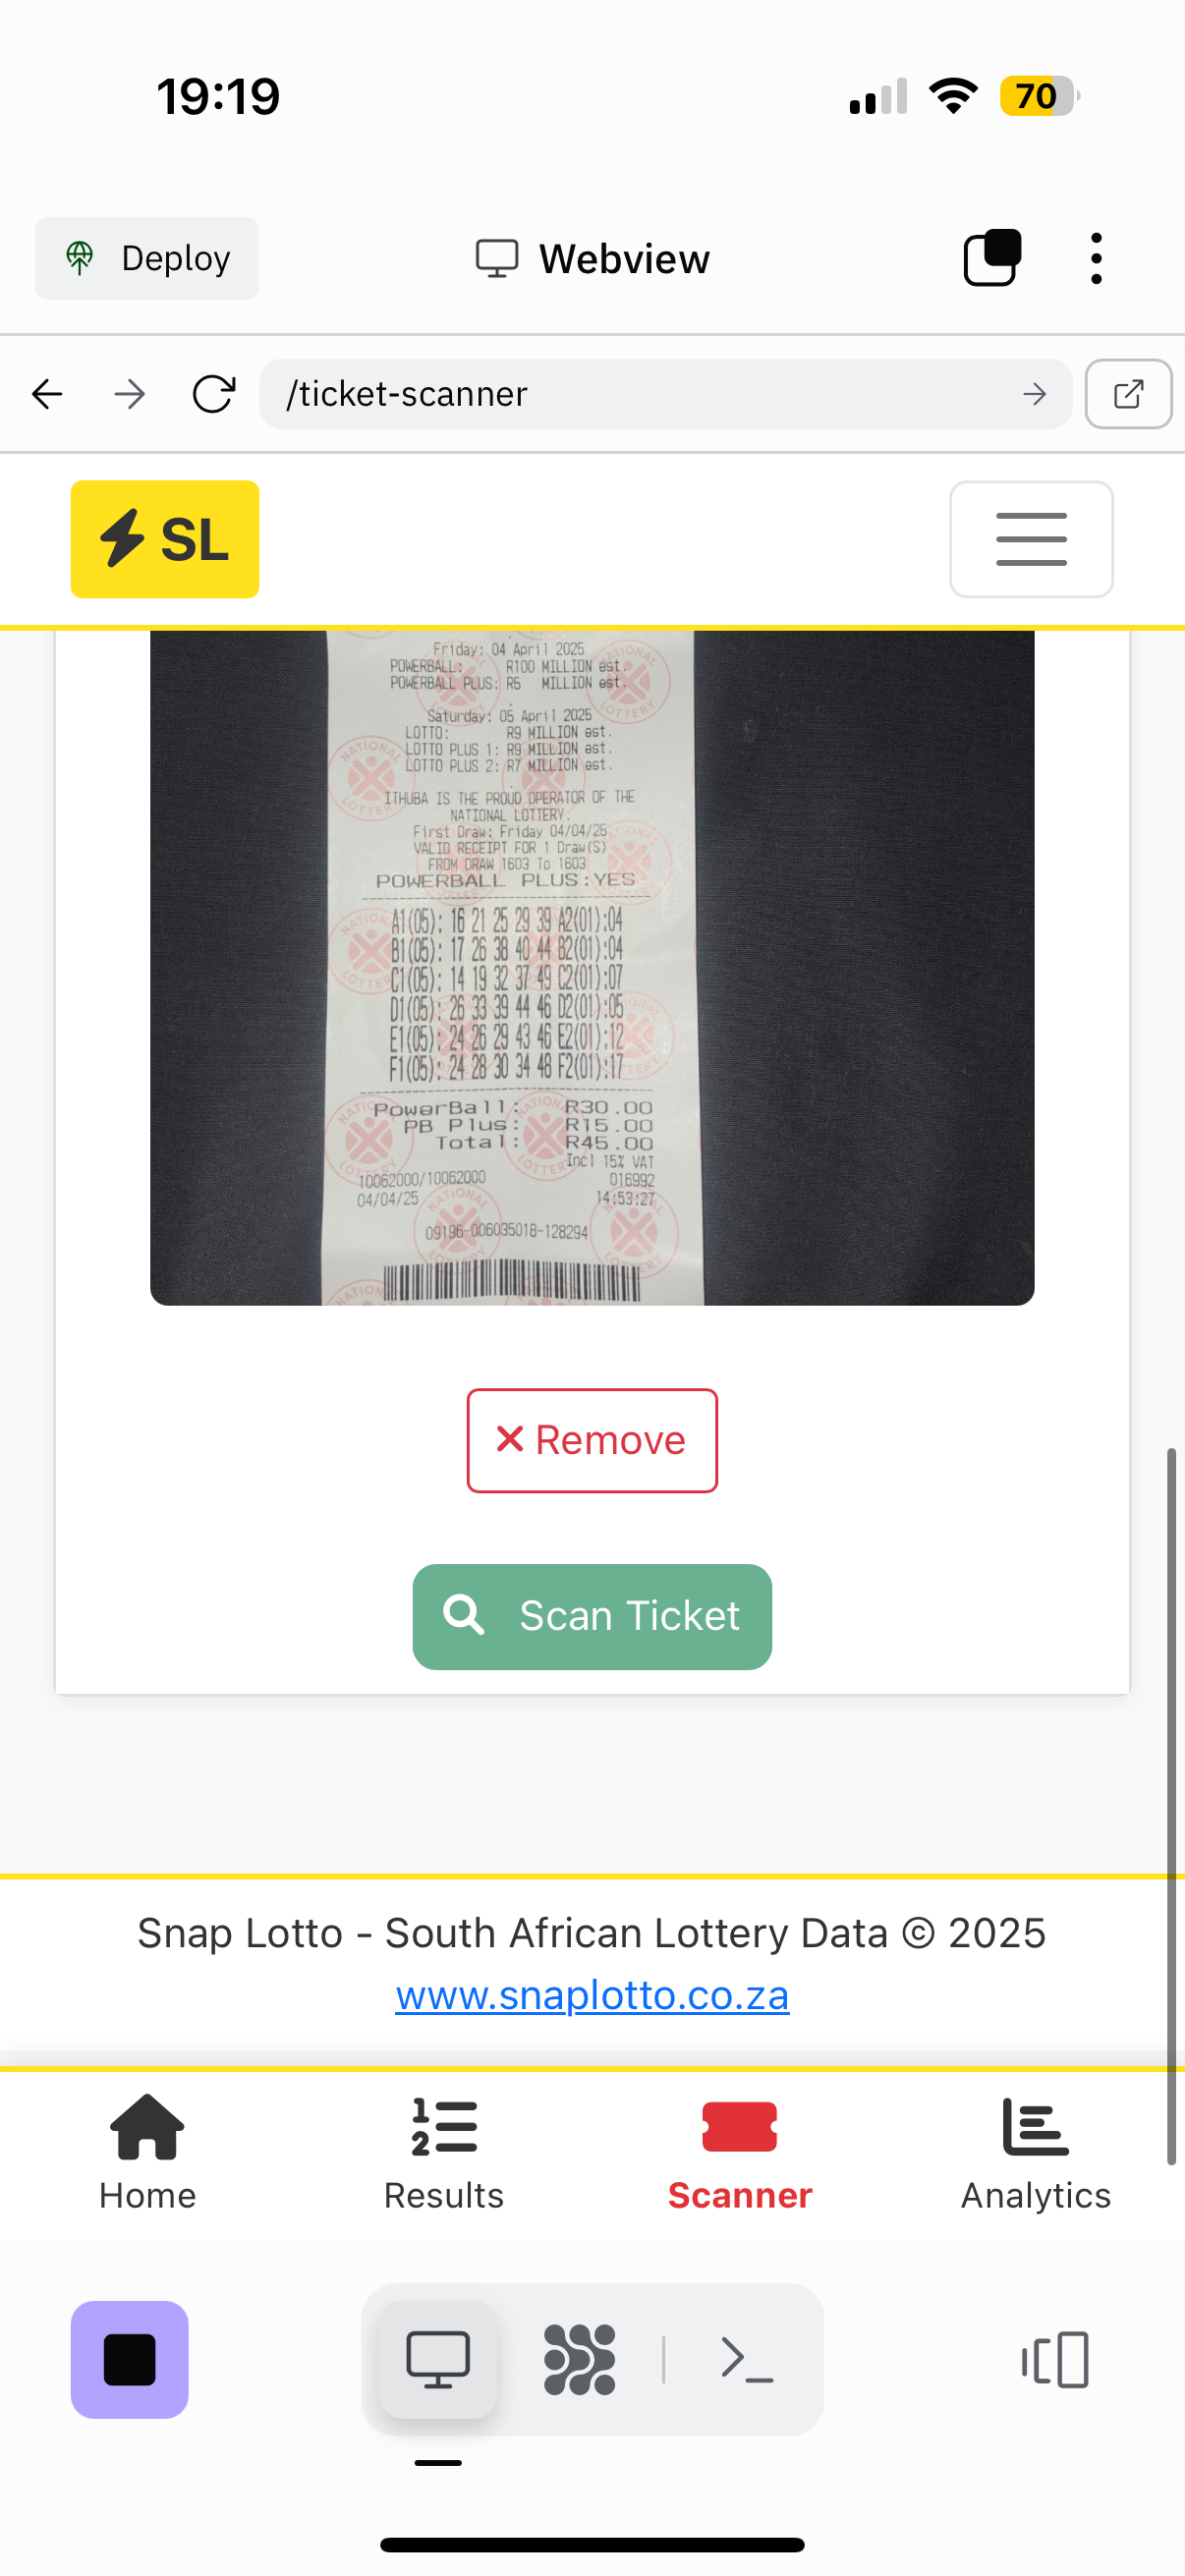 19:19
70
Deploy
Webview
/ticket-scanner
SL
Friday: 04 April 2025
POWERBALL: R100 MILLION est.
POWERBALL PLUS: R5 MILLION est.
Saturday: 05 April 2025
LOTTO: R9 MILLION est.
LOTTO PLUS 1: R9 MILLION est.
LOTTO PLUS 2: R7 MILLION est.
ITHUBA IS THE PROUD OPERATOR OF THE
NATIONAL LOTTERY.
First Draw: Friday 04/04/25
VALID RECEIPT FOR 1 Draw(S)
FROM DRAW 1603 To 1603
POWERBALL PLUS:YES
A1(05): 16 21 25 29 39 A2(01):04
B1(05): 17 26 38 40 44 B2(01):04
C1(05): 14 19 32 37 49 C2(01):07
D1(05): 26 33 39 44 46 D2(01):05
E1(05): 24 26 29 43 46 E2(01):12
F1(05): 24 28 30 34 48 F2(01):17
PowerBall: R30.00
PB Plus: R15.00
Total: R45.00
Incl 15% VAT
10062000/10062000 016992
04/04/25 14:53:27
09196-006035018-128294
NATIONAL LOTTERY
Remove
Scan Ticket
Snap Lotto - South African Lottery Data © 2025
www.snaplotto.co.za
Home
Results
Scanner
Analytics